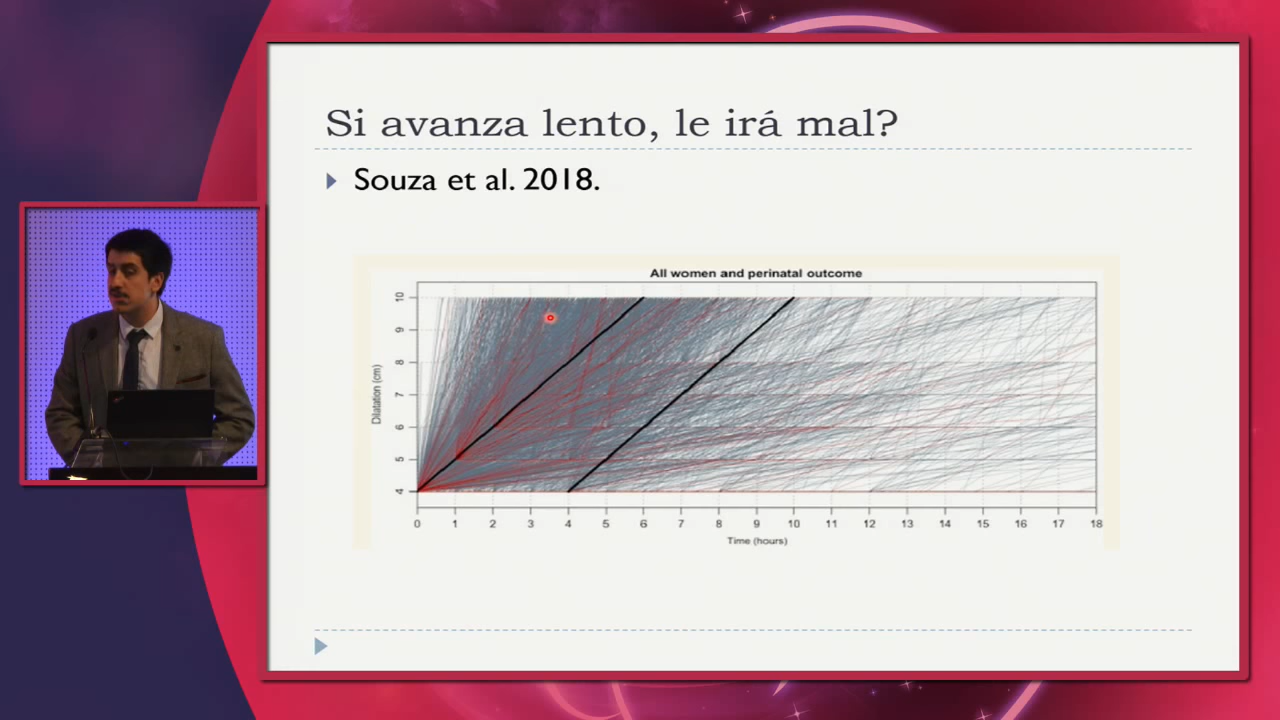 Si avanza lento, le irá mal?
Souza et al. 2018.
All women and perinatal outcome
Dilatation (cm)
10
9
8
7
6
5
4
0 1 2 3 4 5 6 7 8 9 10 11 12 13 14 15 16 17 18
Time (hours)